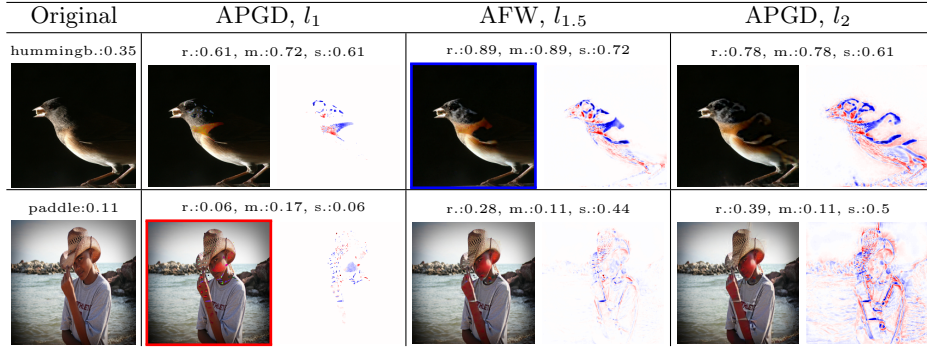 Original APGD, l₁ AFW, l₁.₅ APGD, l₂
hummingb.:0.35 r.:0.61, m.:0.72, s.:0.61 r.:0.89, m.:0.89, s.:0.72 r.:0.78, m.:0.78, s.:0.61
paddle:0.11 r.:0.06, m.:0.17, s.:0.06 r.:0.28, m.:0.11, s.:0.44 r.:0.39, m.:0.11, s.:0.5